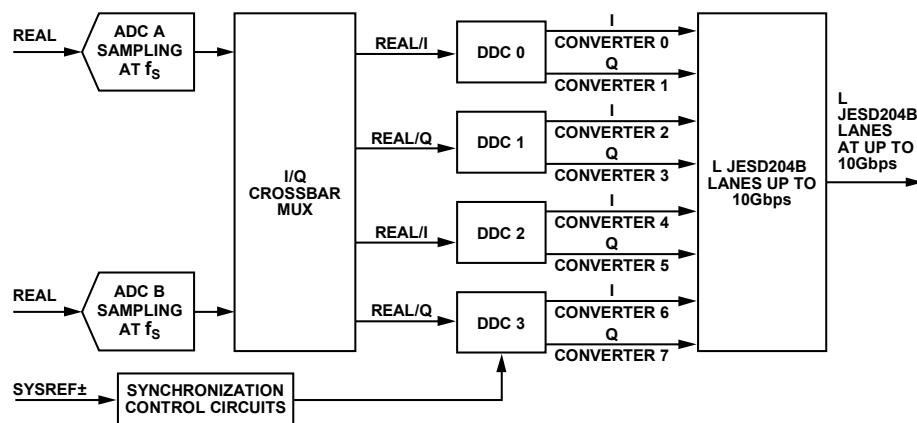 REAL
ADC A
SAMPLING
AT fS
I/Q
CROSSBAR
MUX
REAL/I
DDC 0
I
CONVERTER 0
Q
CONVERTER 1
REAL/Q
DDC 1
I
CONVERTER 2
Q
CONVERTER 3
REAL/I
DDC 2
I
CONVERTER 4
Q
CONVERTER 5
REAL
ADC B
SAMPLING
AT fS
REAL/Q
DDC 3
I
CONVERTER 6
Q
CONVERTER 7
L JESD204B
LANES UP TO
10Gbps
L
JESD204B
LANES
AT UP TO
10Gbps
SYSREF±
SYNCHRONIZATION
CONTROL CIRCUITS